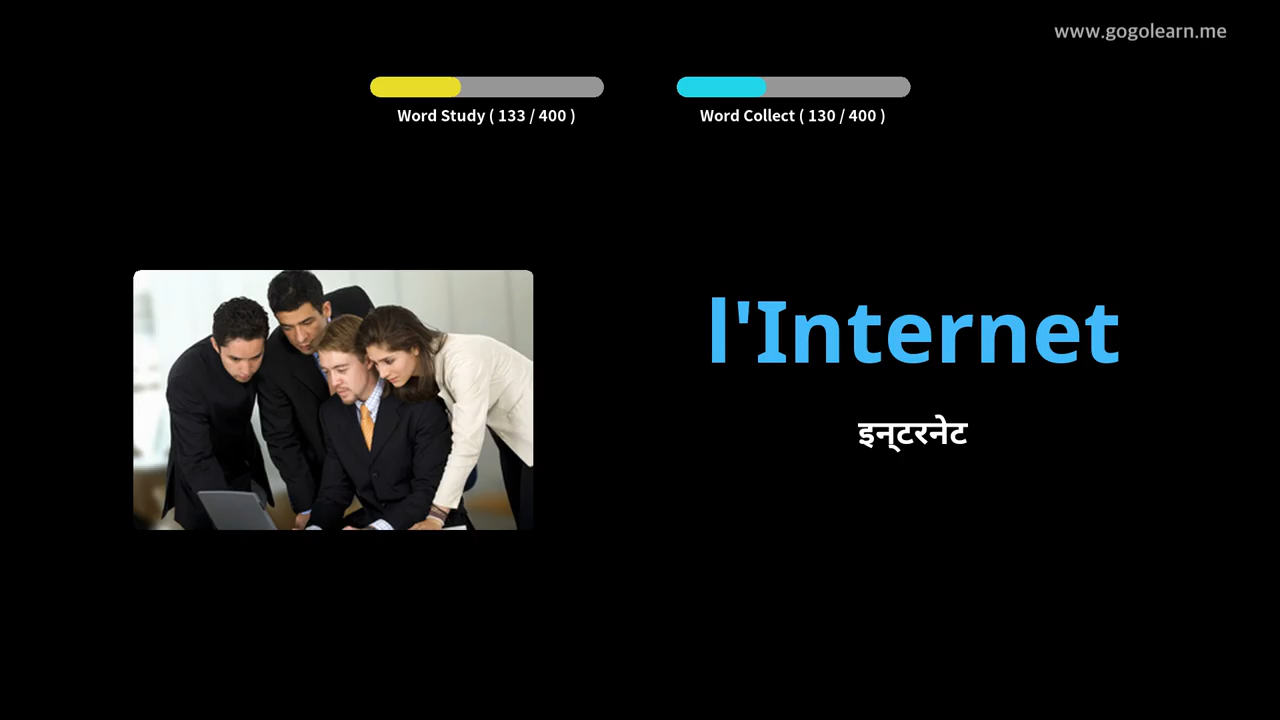 www.gogolearn.me
Word Study ( 133 / 400 )
Word Collect ( 130 / 400 )
l'Internet
इन्‌टरनेट